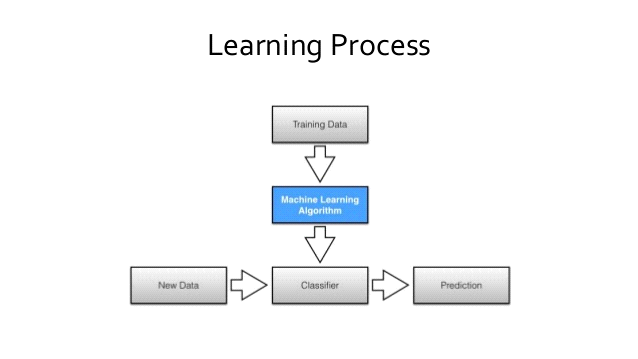 Learning Process
Training Data
Machine Learning
Algorithm
New Data
Classifier
Prediction